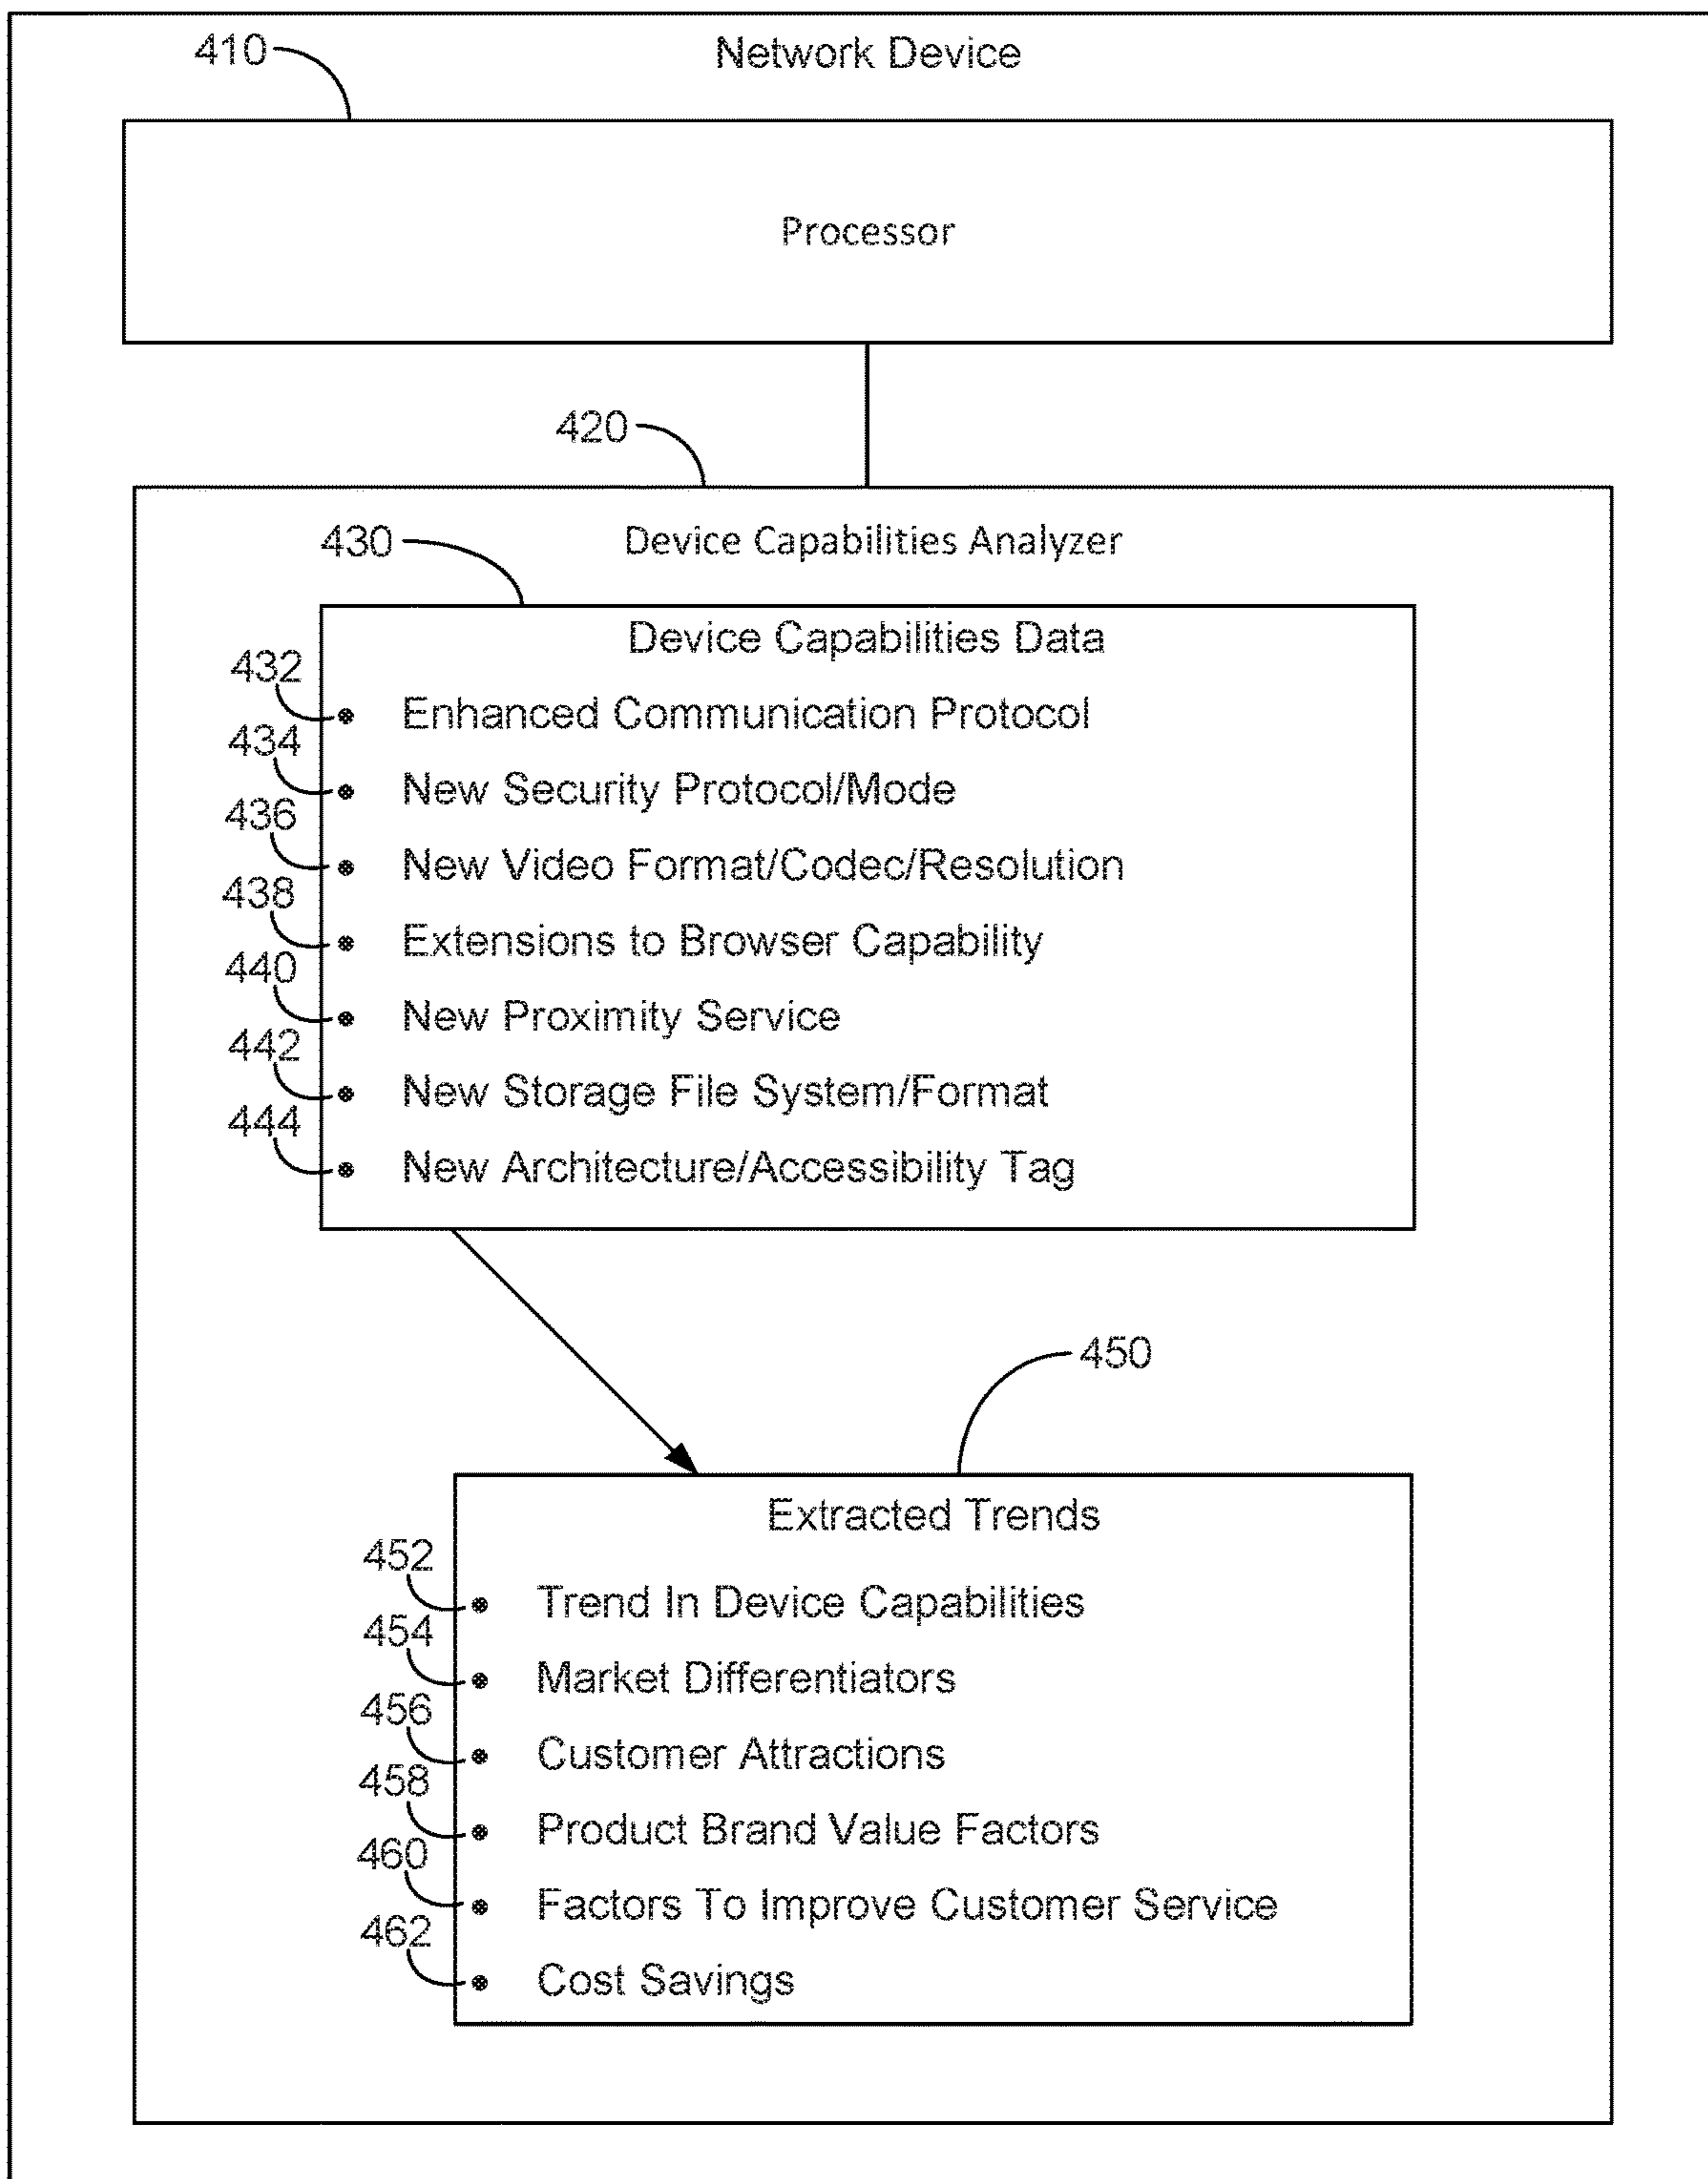 410
Network Device
Processor
420
430
Device Capabilities Analyzer
Device Capabilities Data
432
Enhanced Communication Protocol
434
New Security Protocol/Mode
436
New Video Format/Codec/Resolution
438
Extensions to Browser Capability
440
New Proximity Service
442
New Storage File System/Format
444
New Architecture/Accessibility Tag
450
Extracted Trends
452
Trend In Device Capabilities
454
Market Differentiators
456
Customer Attractions
458
Product Brand Value Factors
460
Factors To Improve Customer Service
462
Cost Savings